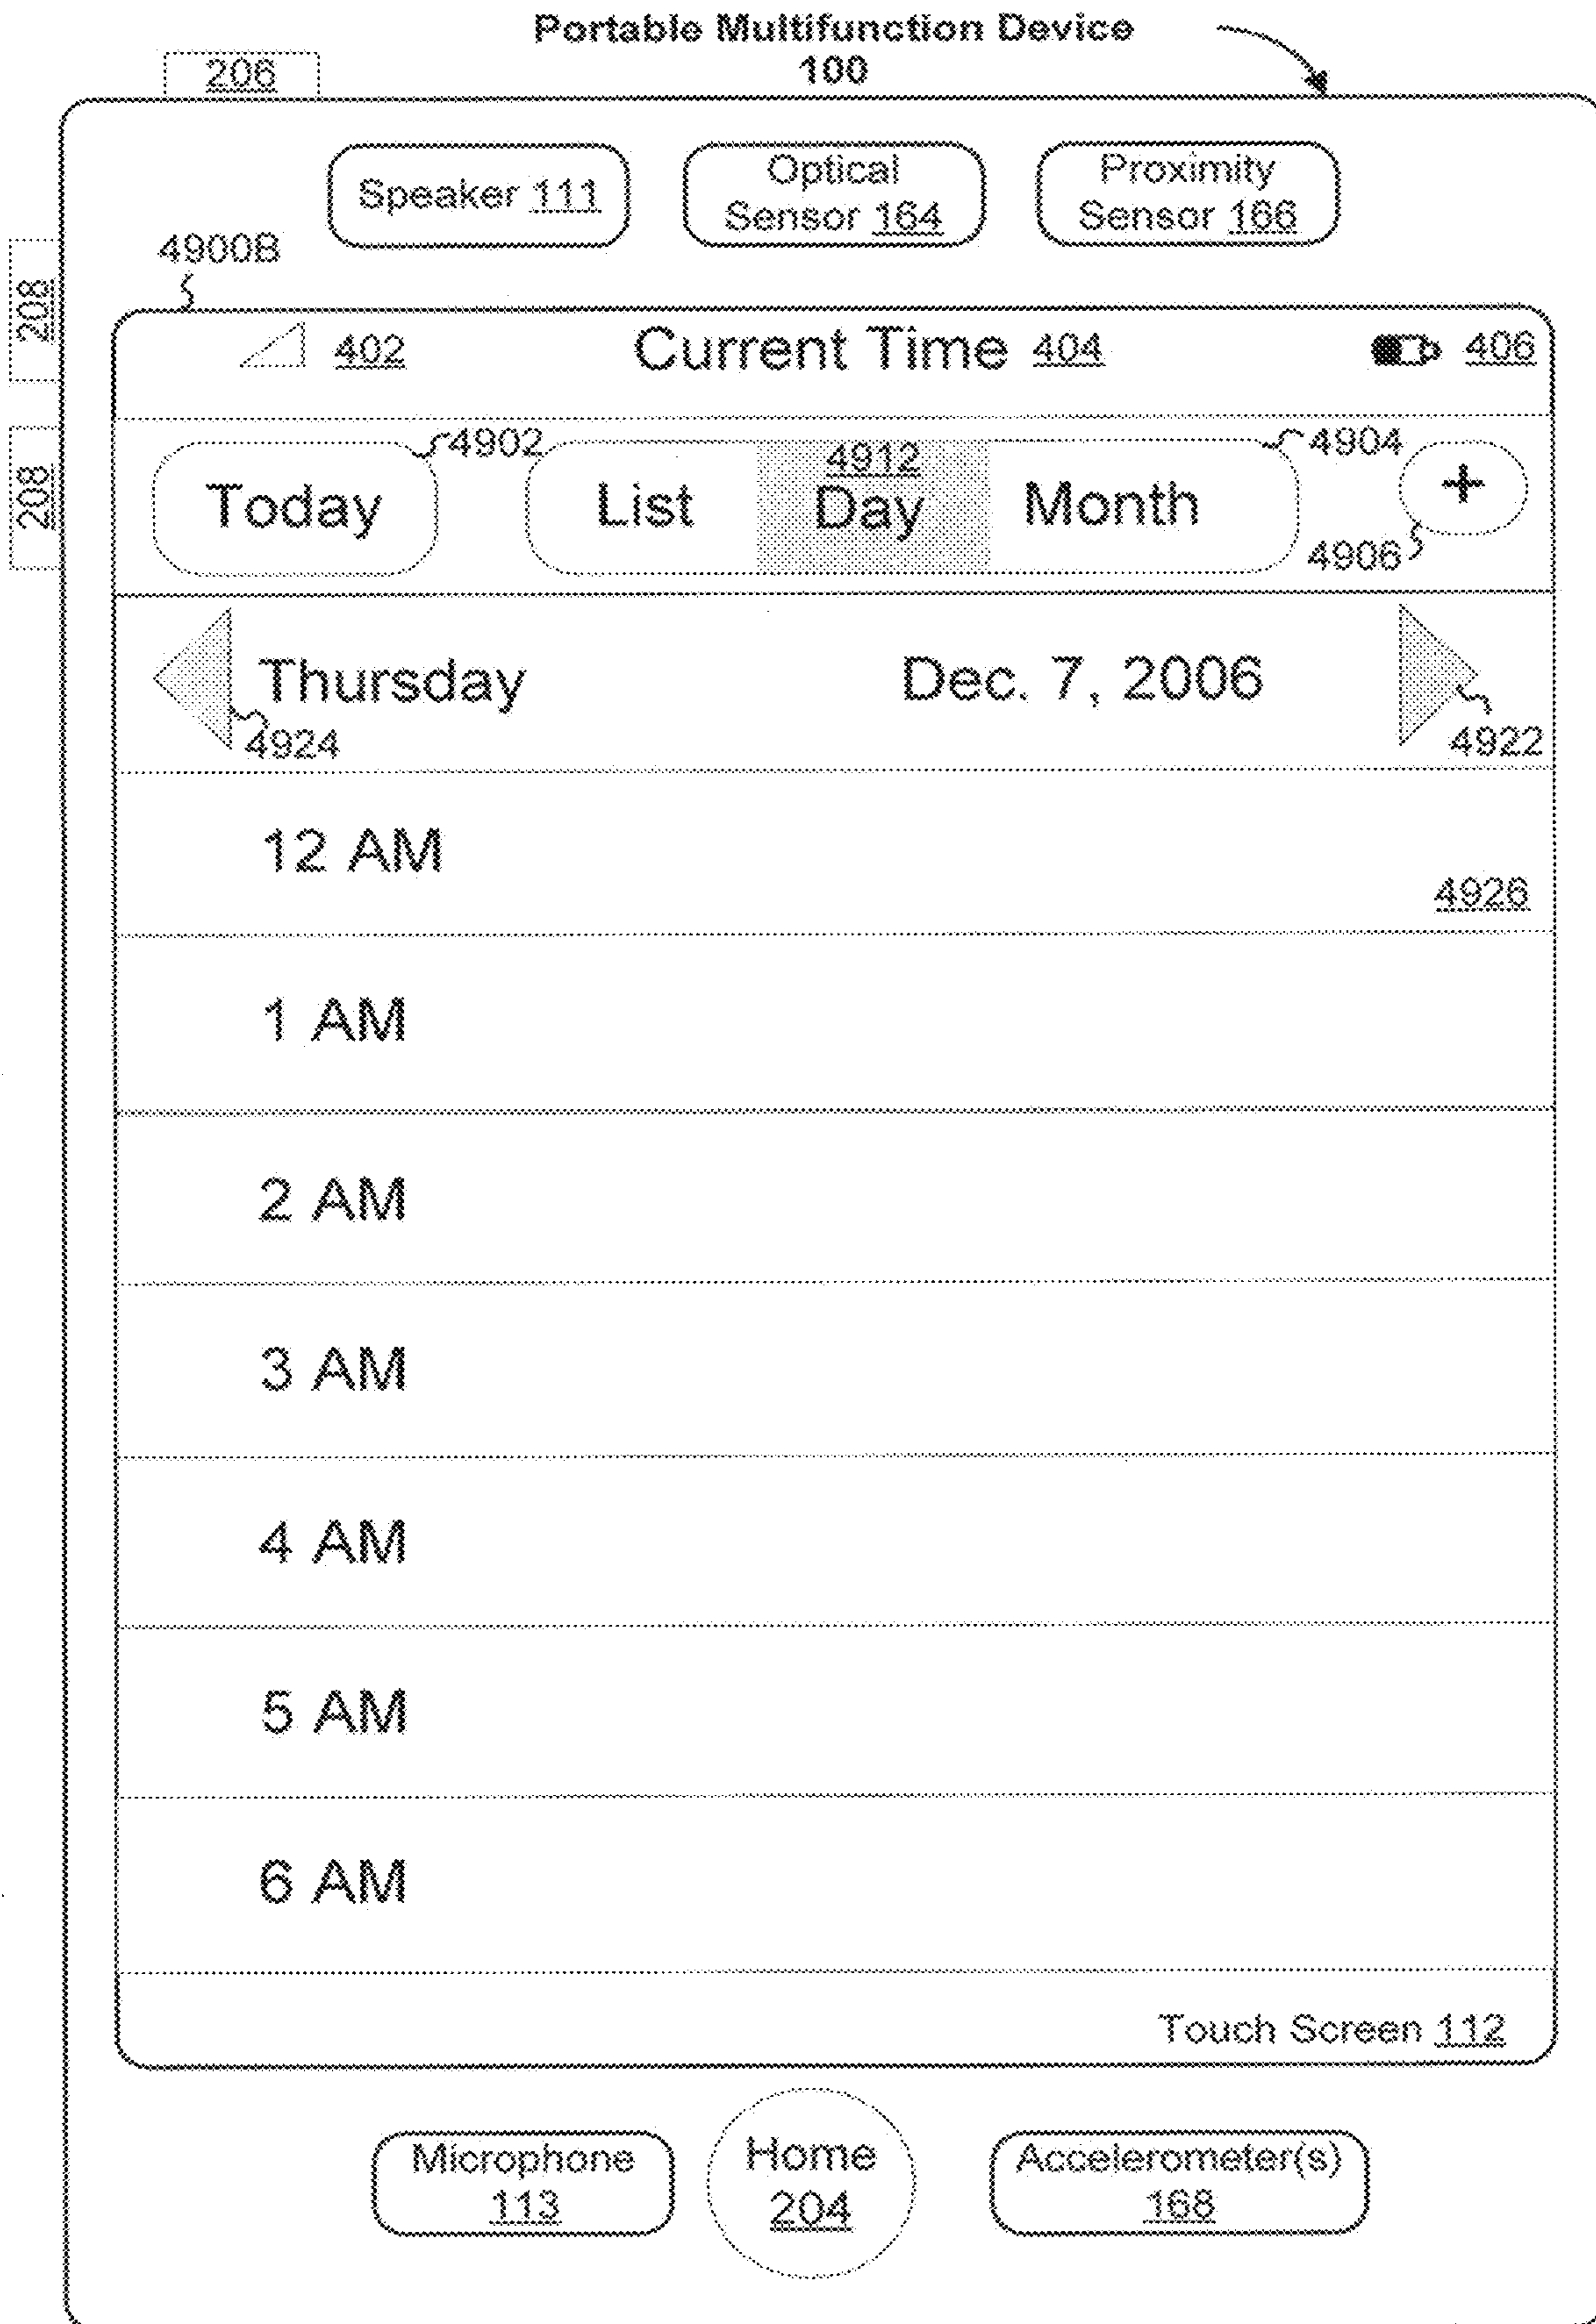 Portable Multifunction Device
100
206
Speaker 111
Optical
Sensor 164
Proximity
Sensor 166
4900B
208
208
402
Current Time 404
406
4902
4912
4904
Today
List
Day
Month
+
4906
Thursday
Dec. 7, 2006
4924
4922
12 AM
4926
1 AM
2 AM
3 AM
4 AM
5 AM
6 AM
Touch Screen 112
Microphone
113
Home
204
Accelerometer(s)
168